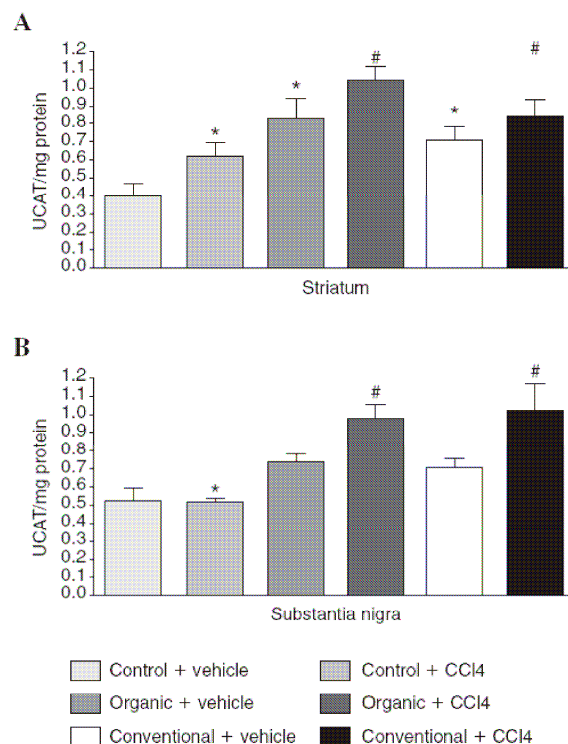 A
UCAT/mg protein
1.2
1.1
1.0
0.9
0.8
0.7
0.6
0.5
0.4
0.3
0.2
0.1
0.0
*
*
#
*
#
Striatum
B
UCAT/mg protein
1.2
1.1
1.0
0.9
0.8
0.7
0.6
0.5
0.4
0.3
0.2
0.1
0.0
*
#
#
Substantia nigra
Control + vehicle
Control + CCl4
Organic + vehicle
Organic + CCl4
Conventional + vehicle
Conventional + CCl4